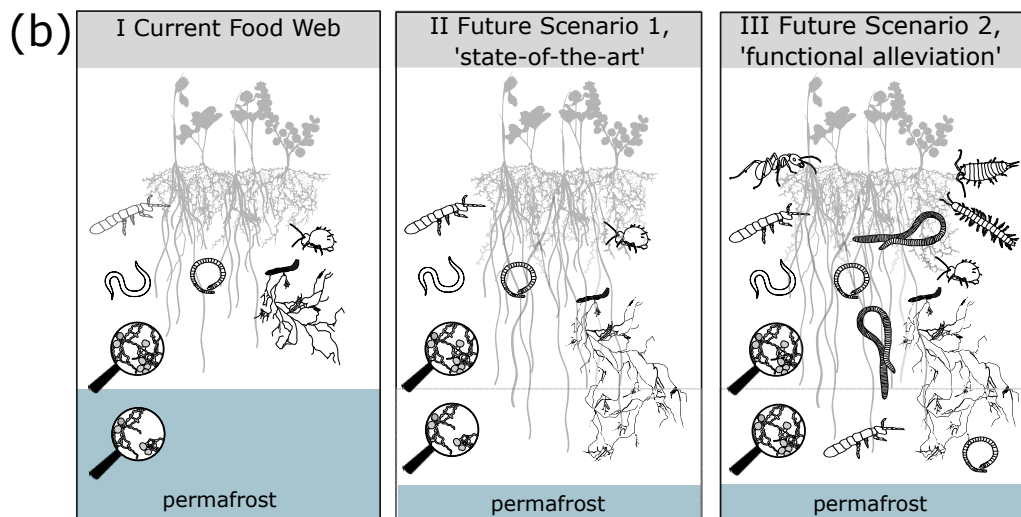 (b)
I Current Food Web
II Future Scenario 1,
'state-of-the-art'
III Future Scenario 2,
'functional alleviation'
permafrost
permafrost
permafrost